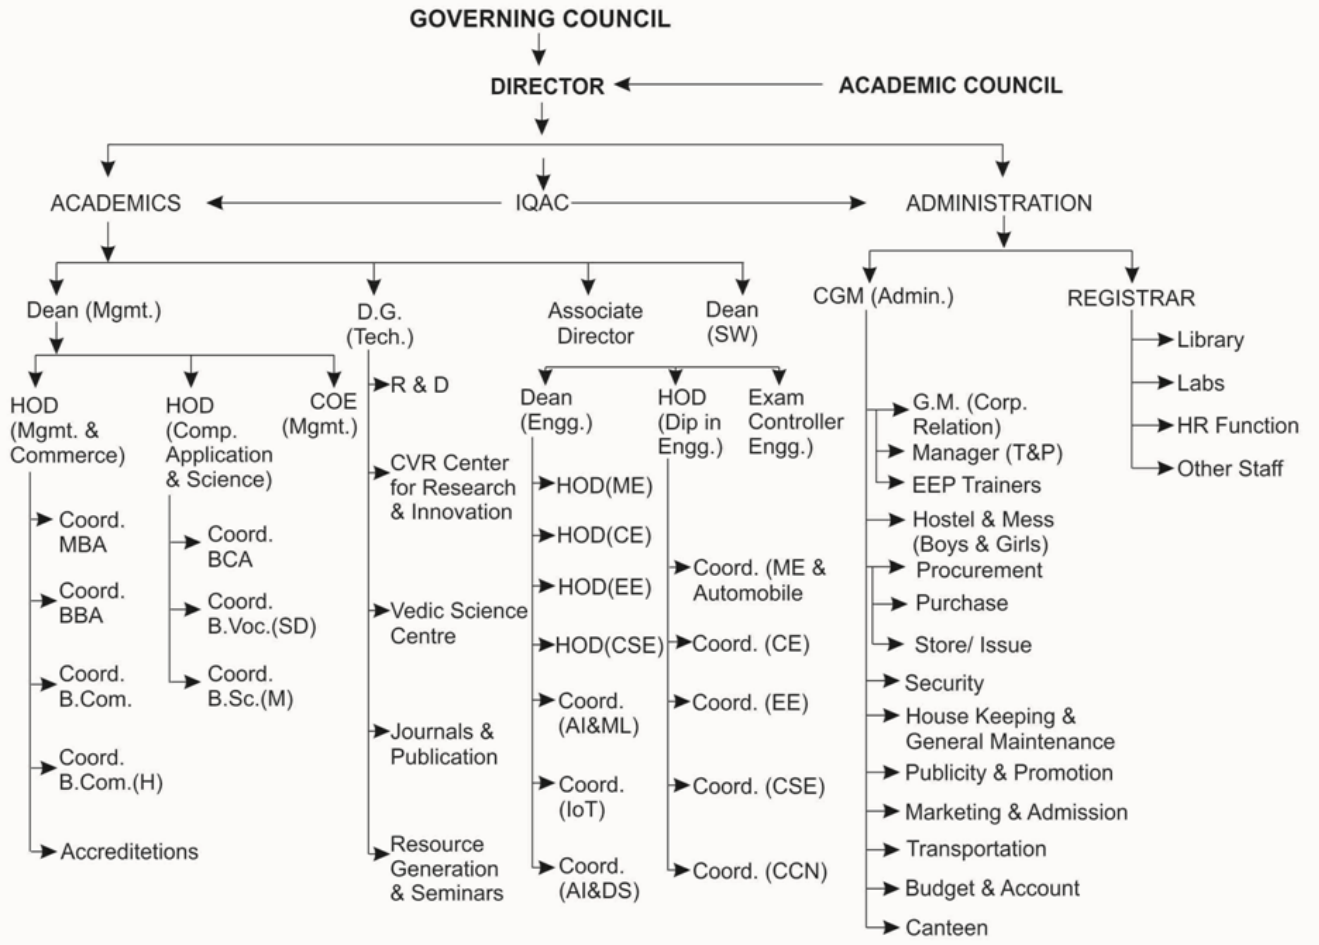 GOVERNING COUNCIL
DIRECTOR
ACADEMIC COUNCIL
ACADEMICS
IQAC
ADMINISTRATION
Dean (Mgmt.)
D.G.
(Tech.)
Associate
Director
Dean
(SW)
CGM (Admin.)
REGISTRAR
HOD
(Mgmt. &
Commerce)
HOD
(Comp.
Application
& Science)
COE
(Mgmt.)
Coord.
MBA
Coord.
BBA
Coord.
B.Com.
Coord.
B.Com.(H)
Accreditetions
Coord.
BCA
Coord.
B.Voc.(SD)
Coord.
B.Sc.(M)
R & D
CVR Center
for Research
& Innovation
Vedic Science
Centre
Journals &
Publication
Resource
Generation
& Seminars
Dean
(Engg.)
HOD
(Dip in
Engg.)
Exam
Controller
Engg.)
HOD(ME)
HOD(CE)
HOD(EE)
HOD(CSE)
Coord.
(AI&ML)
Coord.
(IoT)
Coord.
(AI&DS)
Coord. (ME &
Automobile
Coord. (CE)
Coord. (EE)
Coord. (CSE)
Coord. (CCN)
G.M. (Corp.
Relation)
Manager (T&P)
EEP Trainers
Hostel & Mess
(Boys & Girls)
Procurement
Purchase
Store/ Issue
Security
House Keeping &
General Maintenance
Publicity & Promotion
Marketing & Admission
Transportation
Budget & Account
Canteen
Library
Labs
HR Function
Other Staff